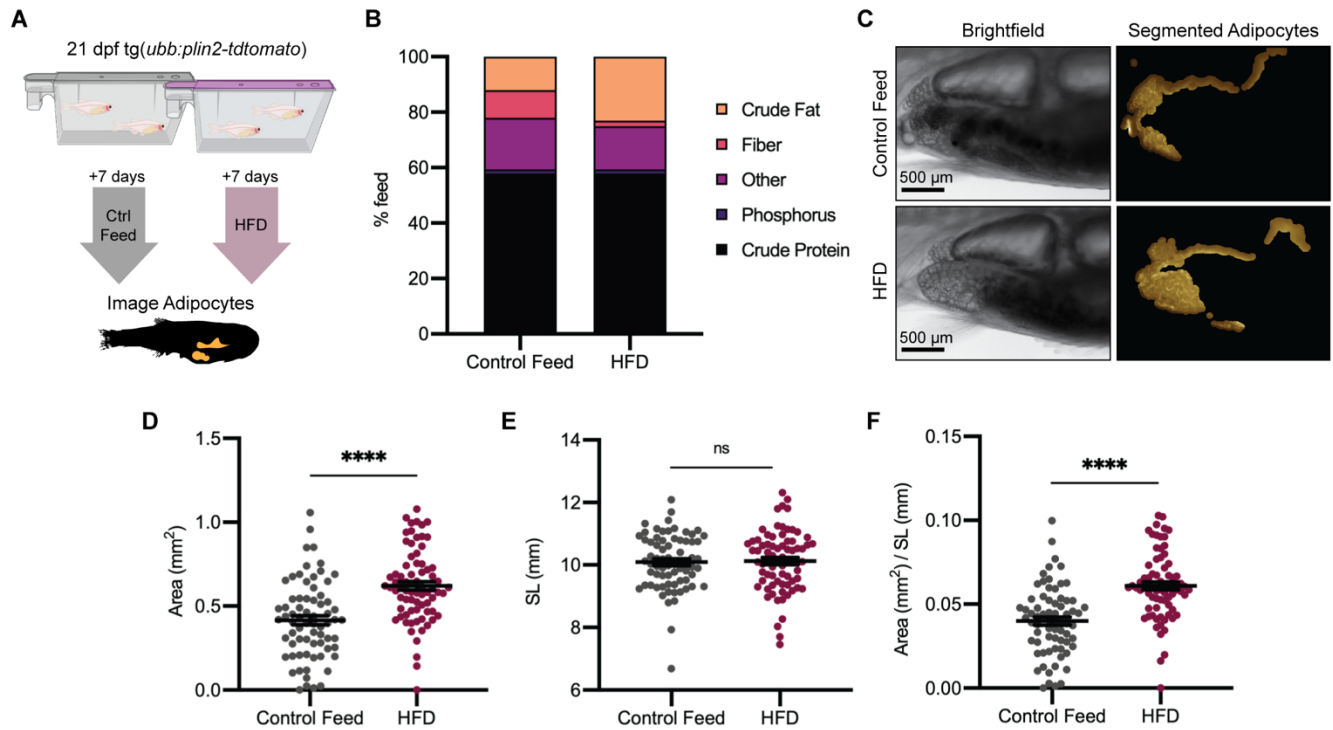 A
21 dpf tg(ubb:plin2-tdtomato)
+7 days
+7 days
Ctrl
Feed
HFD
Image Adipocytes
B
100
80
60
40
20
0
% feed
Control Feed
HFD
Crude Fat
Fiber
Other
Phosphorus
Crude Protein
C
Brightfield
Segmented Adipocytes
Control Feed
500 µm
HFD
500 µm
D
1.5
1.0
0.5
0.0
Area (mm²)
****
Control Feed
HFD
E
14
12
10
8
6
SL (mm)
ns
Control Feed
HFD
F
0.15
0.10
0.05
0.00
Area (mm²) / SL (mm)
****
Control Feed
HFD